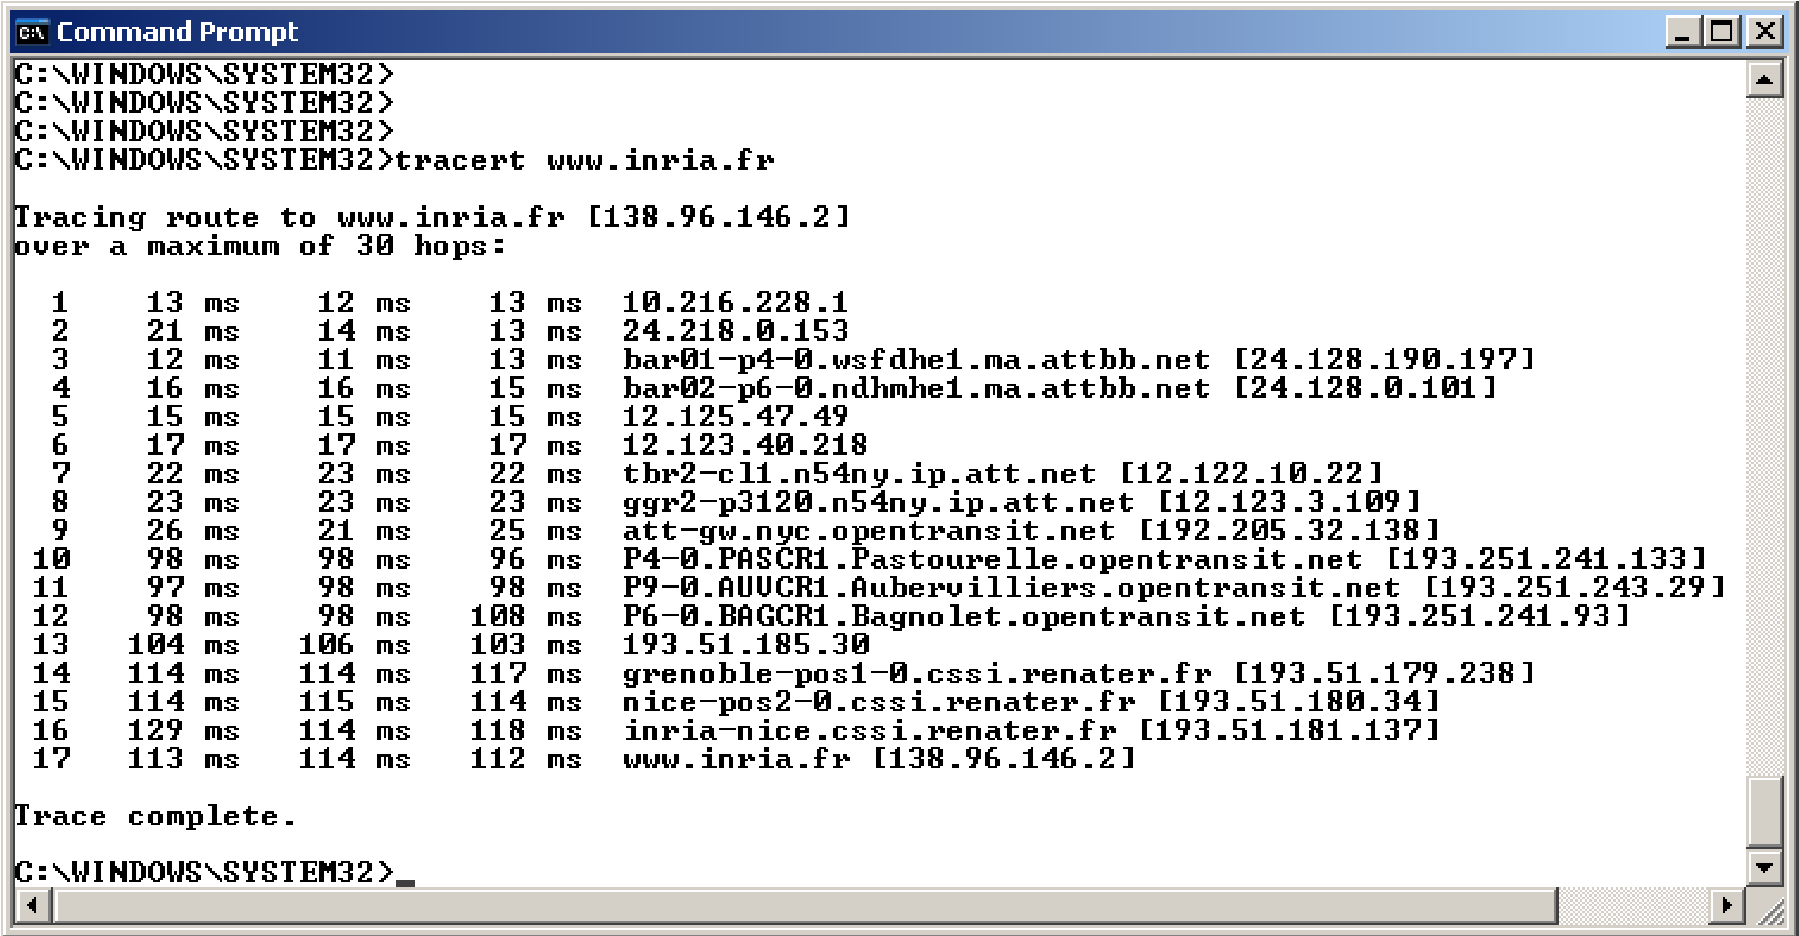 Command Prompt
C:\WINDOWS\SYSTEM32>
C:\WINDOWS\SYSTEM32>
C:\WINDOWS\SYSTEM32>
C:\WINDOWS\SYSTEM32>tracert www.inria.fr
Tracing route to www.inria.fr [138.96.146.2]
over a maximum of 30 hops:
1 13 ms 12 ms 13 ms 10.216.228.1
2 21 ms 14 ms 13 ms 24.218.0.153
3 12 ms 11 ms 13 ms bar01-p4-0.wsfdhe1.ma.attbb.net [24.128.190.197]
4 16 ms 16 ms 15 ms bar02-p6-0.ndhmhe1.ma.attbb.net [24.128.0.101]
5 15 ms 15 ms 15 ms 12.125.47.49
6 17 ms 17 ms 17 ms 12.123.40.218
7 22 ms 23 ms 22 ms tbr2-cl1.n54ny.ip.att.net [12.122.10.22]
8 23 ms 23 ms 23 ms ggr2-p3120.n54ny.ip.att.net [12.123.3.109]
9 26 ms 21 ms 25 ms att-gw.nyc.opentransit.net [192.205.32.138]
10 98 ms 98 ms 96 ms P4-0.PASCR1.Pastourelle.opentransit.net [193.251.241.133]
11 97 ms 98 ms 98 ms P9-0.AUVCR1.Aubervilliers.opentransit.net [193.251.243.29]
12 98 ms 98 ms 108 ms P6-0.BAGCR1.Bagnolet.opentransit.net [193.251.241.93]
13 104 ms 106 ms 103 ms 193.51.185.30
14 114 ms 114 ms 117 ms grenoble-pos1-0.cssi.renater.fr [193.51.179.238]
15 114 ms 115 ms 114 ms nice-pos2-0.cssi.renater.fr [193.51.180.34]
16 129 ms 114 ms 118 ms inria-nice.cssi.renater.fr [193.51.181.137]
17 113 ms 114 ms 112 ms www.inria.fr [138.96.146.2]
Trace complete.
C:\WINDOWS\SYSTEM32>_